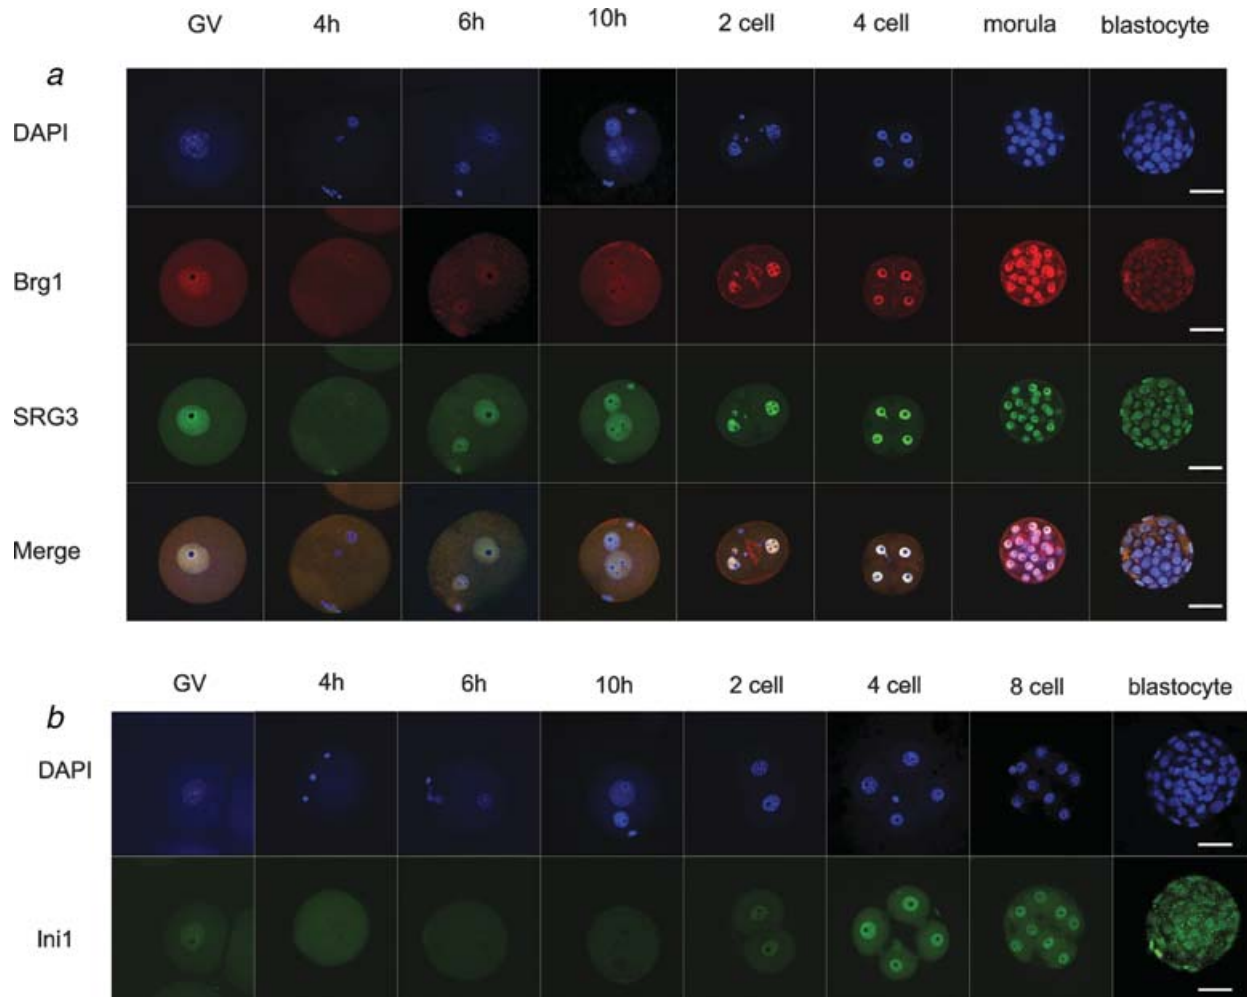 GV 4h 6h 10h 2 cell 4 cell morula blastocyte
a
DAPI
Brg1
SRG3
Merge
GV 4h 6h 10h 2 cell 4 cell 8 cell blastocyte
b
DAPI
Ini1